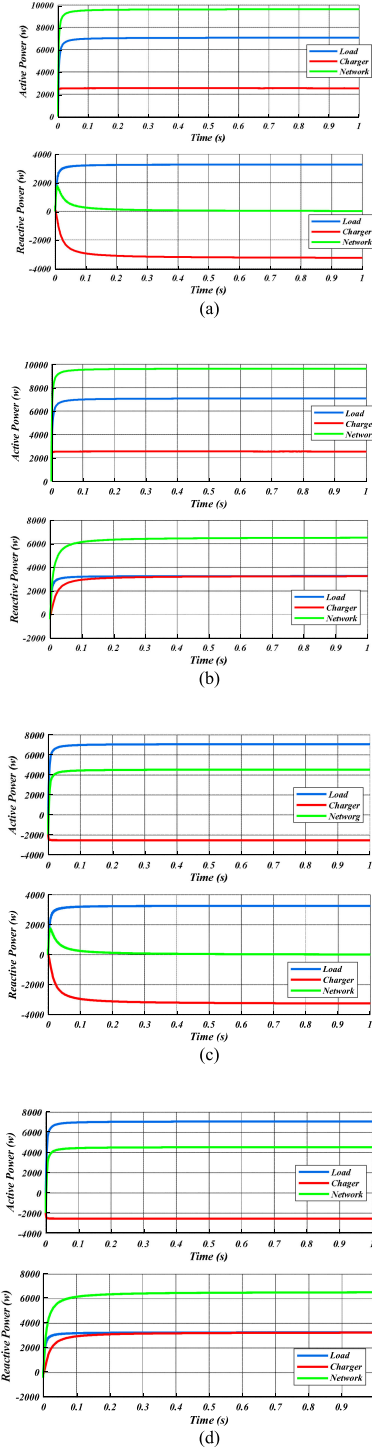 10000
8000
6000
4000
2000
0
Active Power (w)
Load
Charger
Network
0 0.1 0.2 0.3 0.4 0.5 0.6 0.7 0.8 0.9 1
Time (s)
4000
2000
0
-2000
-4000
Reactive Power (w)
Load
Charger
Network
0 0.1 0.2 0.3 0.4 0.5 0.6 0.7 0.8 0.9 1
Time (s)
(a)
10000
8000
6000
4000
2000
0
Active Power (w)
Load
Charge
Networ
0 0.1 0.2 0.3 0.4 0.5 0.6 0.7 0.8 0.9 1
Time (s)
8000
6000
4000
2000
0
-2000
Reactive Power (w)
Load
Charger
Network
0 0.1 0.2 0.3 0.4 0.5 0.6 0.7 0.8 0.9 1
Time (s)
(b)
8000
6000
4000
2000
0
-2000
-4000
Active Power (w)
Load
Charger
Networg
0 0.1 0.2 0.3 0.4 0.5 0.6 0.7 0.8 0.9 1
Time (s)
4000
2000
0
-2000
-4000
Reactive Power (w)
Load
Charger
Network
0 0.1 0.2 0.3 0.4 0.5 0.6 0.7 0.8 0.9 1
Time (s)
(c)
8000
6000
4000
2000
0
-2000
-4000
Active Power (w)
Load
Chager
Network
0 0.1 0.2 0.3 0.4 0.5 0.6 0.7 0.8 0.9 1
Time (s)
8000
6000
4000
2000
0
-2000
Reactive Power (w)
Load
Charger
Network
0 0.1 0.2 0.3 0.4 0.5 0.6 0.7 0.8 0.9 1
Time (s)
(d)